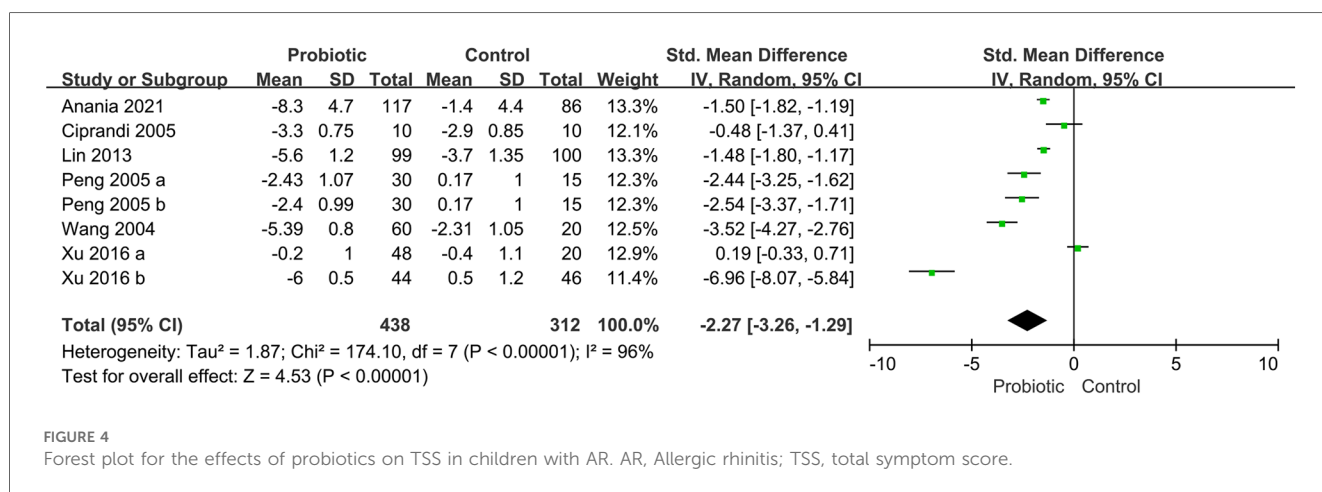 Probiotic Control Std. Mean Difference Std. Mean Difference
Study or Subgroup Mean SD Total Mean SD Total Weight IV, Random, 95% CI IV, Random, 95% CI
Anania 2021 -8.3 4.7 117 -1.4 4.4 86 13.3% -1.50 [-1.82, -1.19]
Ciprandi 2005 -3.3 0.75 10 -2.9 0.85 10 12.1% -0.48 [-1.37, 0.41]
Lin 2013 -5.6 1.2 99 -3.7 1.35 100 13.3% -1.48 [-1.80, -1.17]
Peng 2005 a -2.43 1.07 30 0.17 1 15 12.3% -2.44 [-3.25, -1.62]
Peng 2005 b -2.4 0.99 30 0.17 1 15 12.3% -2.54 [-3.37, -1.71]
Wang 2004 -5.39 0.8 60 -2.31 1.05 20 12.5% -3.52 [-4.27, -2.76]
Xu 2016 a -0.2 1 48 -0.4 1.1 20 12.9% 0.19 [-0.33, 0.71]
Xu 2016 b -6 0.5 44 0.5 1.2 46 11.4% -6.96 [-8.07, -5.84]
Total (95% CI) 438 312 100.0% -2.27 [-3.26, -1.29]
Heterogeneity: Tau² = 1.87; Chi² = 174.10, df = 7 (P < 0.00001); I² = 96%
Test for overall effect: Z = 4.53 (P < 0.00001)
-10 -5 0 5 10
Probiotic Control
FIGURE 4
Forest plot for the effects of probiotics on TSS in children with AR. AR, Allergic rhinitis; TSS, total symptom score.